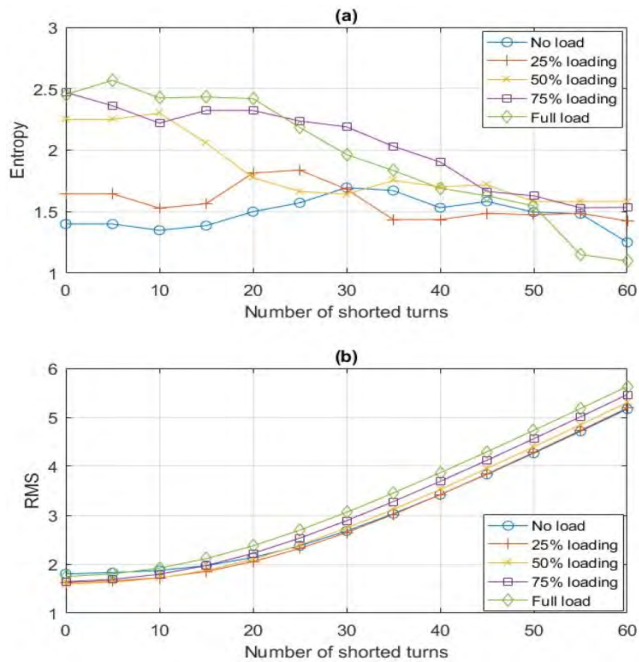 (a)
3
2.5
2
1.5
1
Entropy
No load
25% loading
50% loading
75% loading
Full load
0 10 20 30 40 50 60
Number of shorted turns
(b)
6
5
4
3
2
1
RMS
No load
25% loading
50% loading
75% loading
Full load
0 10 20 30 40 50 60
Number of shorted turns